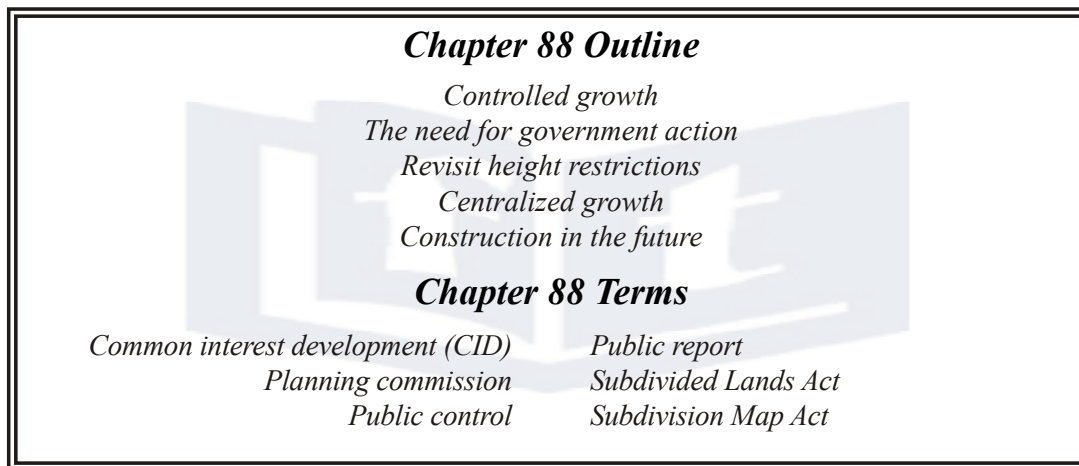 Chapter 88 Outline
Controlled growth
The need for government action
Revisit height restrictions
Centralized growth
Construction in the future
Chapter 88 Terms
Common interest development (CID)
Planning commission
Public control
Public report
Subdivided Lands Act
Subdivision Map Act